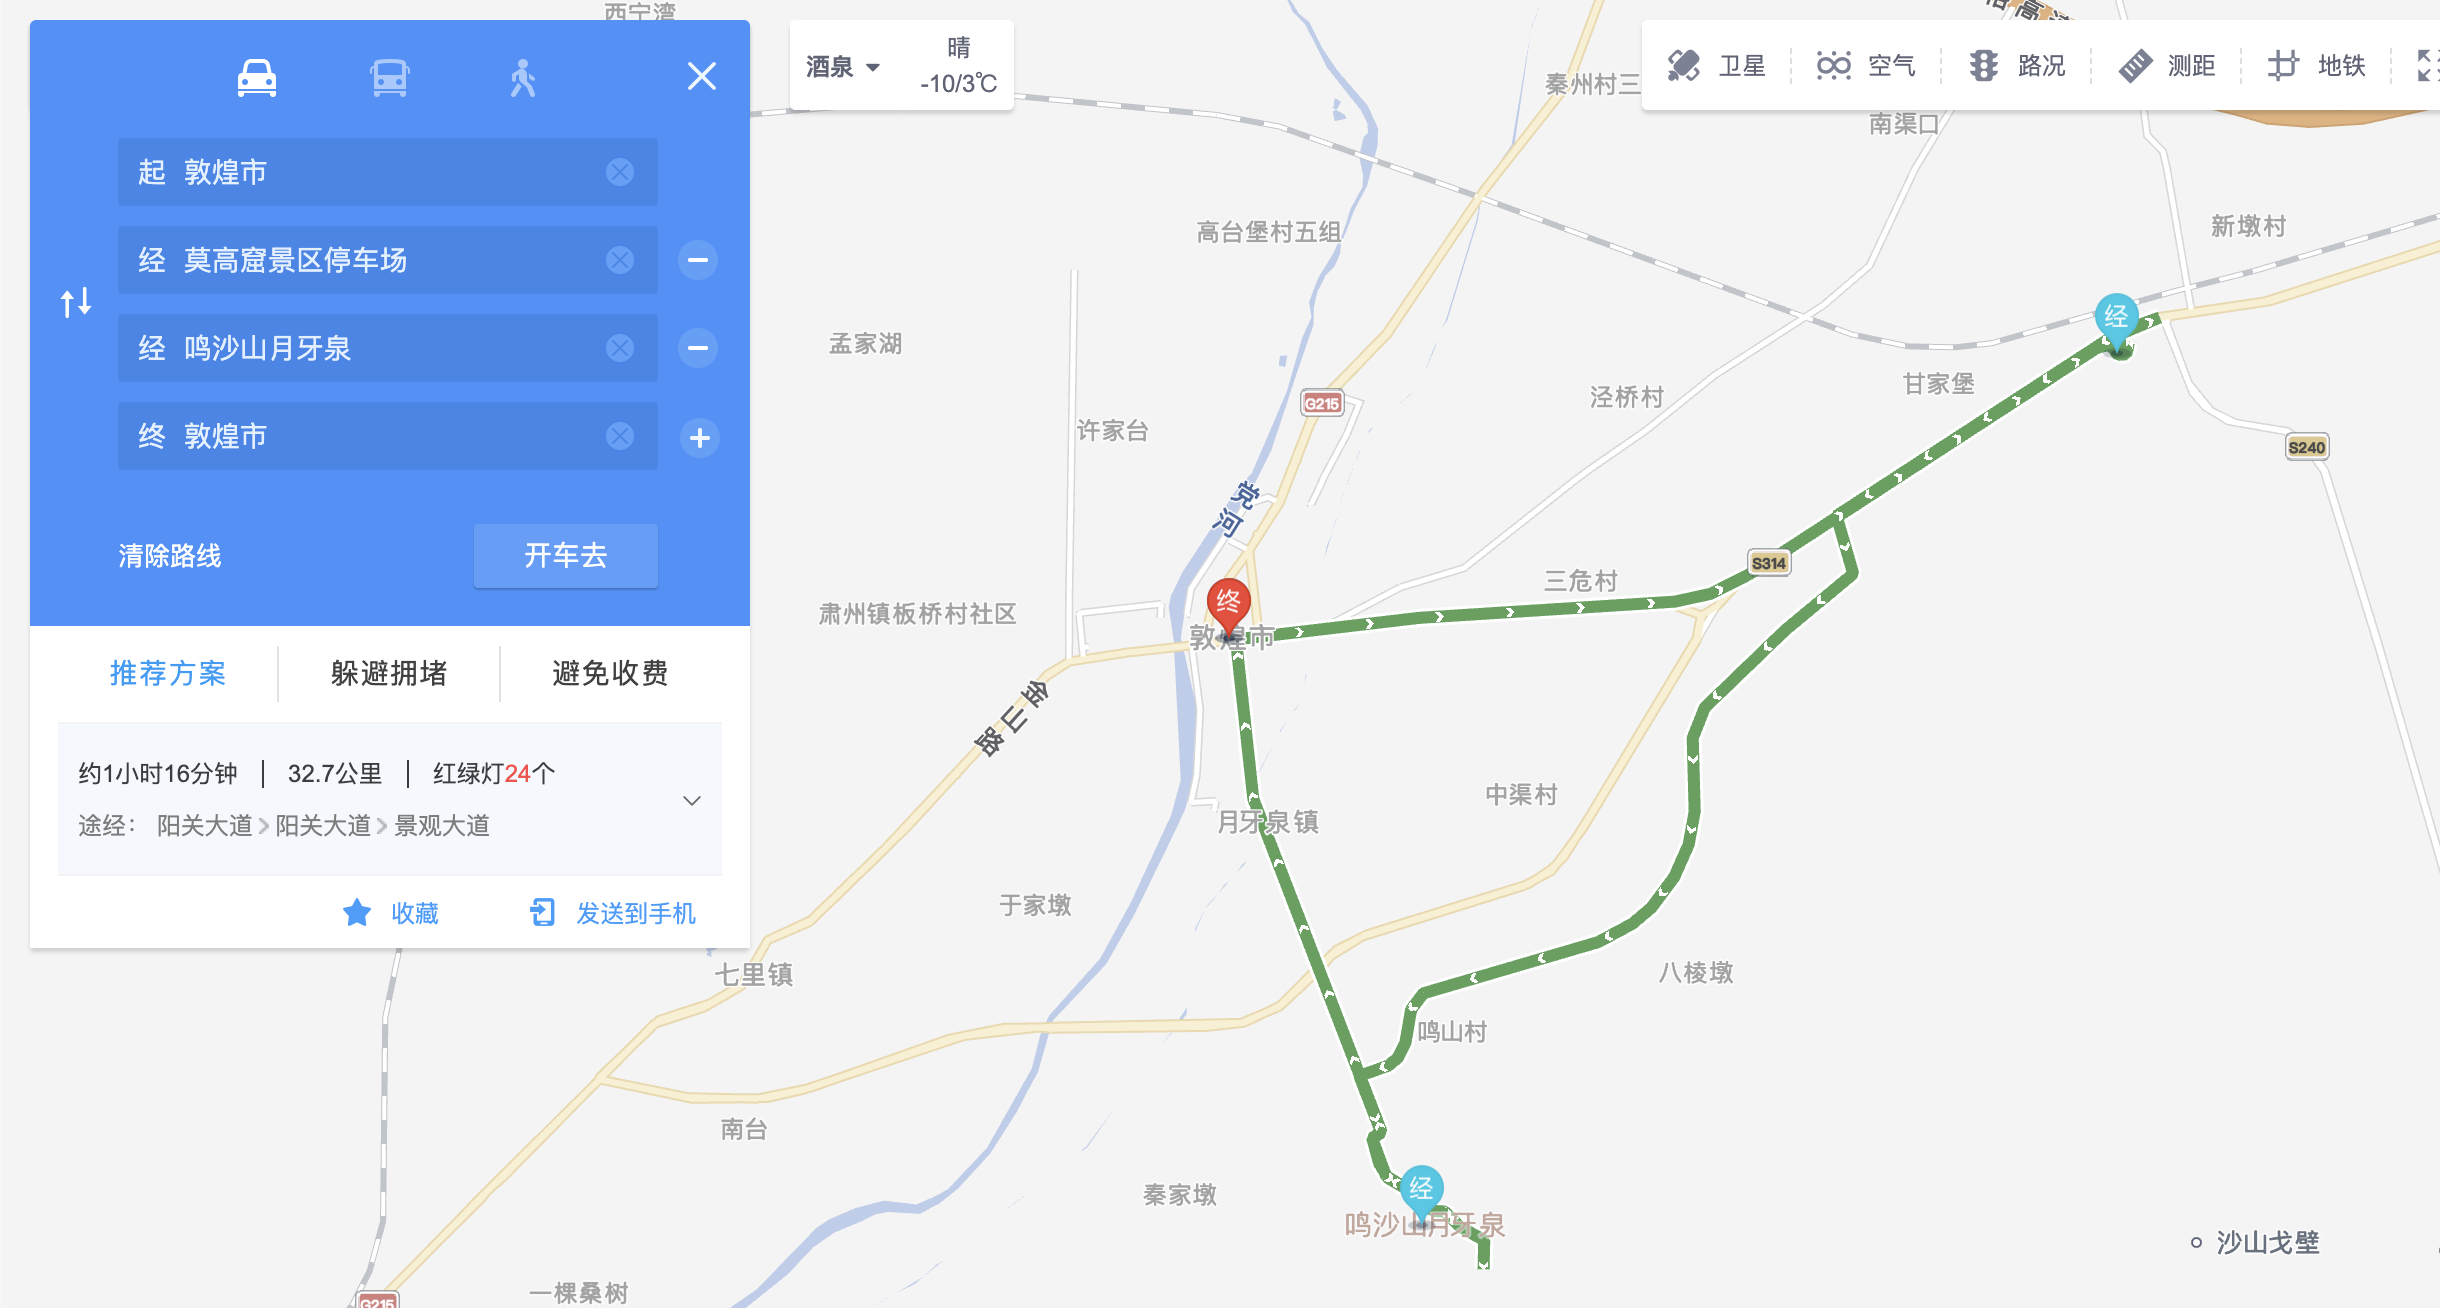 西宁湾
起 敦煌市
经 莫高窟景区停车场
经 鸣沙山月牙泉
终 敦煌市
清除路线
开车去
推荐方案
躲避拥堵
避免收费
约1小时16分钟 | 32.7公里 | 红绿灯24个
途经: 阳关大道 > 阳关大道 > 景观大道
收藏
发送到手机
酒泉
晴
-10/3℃
卫星
空气
路况
测距
地铁
秦州村三
南渠口
新墩村
高台堡村五组
经
孟家湖
泾桥村
甘家堡
G215
许家台
S240
党河
S314
三危村
终
敦煌市
肃州镇板桥村社区
金山路
中渠村
月牙泉镇
于家墩
七里镇
八棱墩
鸣山村
南台
秦家墩
经
鸣沙山月牙泉
沙山戈壁
一棵桑树
G215